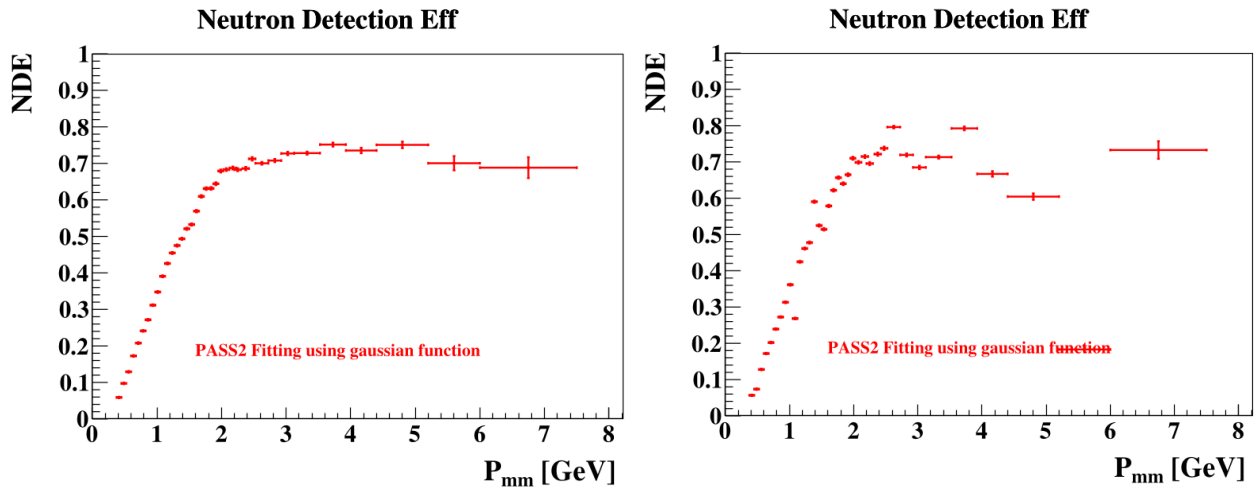 Neutron Detection Eff
NDE
1
0.9
0.8
0.7
0.6
0.5
0.4
0.3
0.2
0.1
0
PASS2 Fitting using gaussian function
0 1 2 3 4 5 6 7 8
P_mm [GeV]
Neutron Detection Eff
NDE
1
0.9
0.8
0.7
0.6
0.5
0.4
0.3
0.2
0.1
0
PASS2 Fitting using gaussian function
0 1 2 3 4 5 6 7 8
P_mm [GeV]